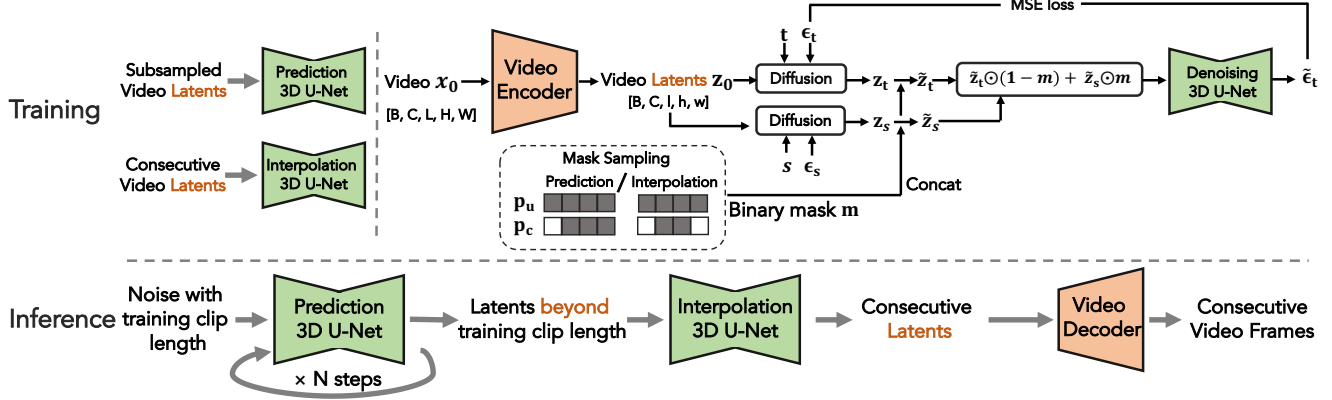 MSE loss
Training
Subsampled
Video Latents
Prediction
3D U-Net
Consecutive
Video Latents
Interpolation
3D U-Net
Video x₀
[B, C, L, H, W]
Video
Encoder
Video Latents z₀
[B, C, l, h, w]
t ϵₜ
Diffusion
zₜ
z̃ₜ
z̃ₜ⊙(1 − m) + z̃ₛ⊙m
Denoising
3D U-Net
ϵ̃ₜ
Diffusion
zₛ
z̃ₛ
s ϵₛ
Mask Sampling
Prediction / Interpolation
pᵤ
p_c
Binary mask m
Concat
Inference
Noise with
training clip
length
Prediction
3D U-Net
× N steps
Latents beyond
training clip length
Interpolation
3D U-Net
Consecutive
Latents
Video
Decoder
Consecutive
Video Frames